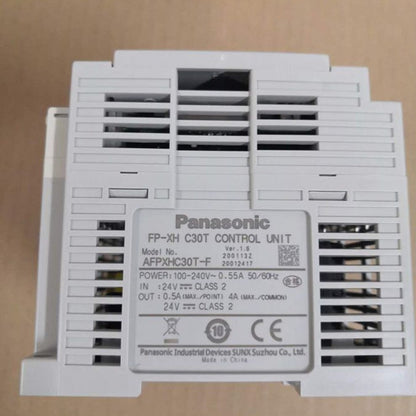 Panasonic
FP-XH C30T CONTROL UNIT
Ver.1.8
Model No. 200113Z
AFPXHC30T-F 20012417
POWER:100-240V~ 0.55A 50/60Hz
IN :24V⎓ CLASS 2
OUT :0.5A(MAX./POINT) 4A(MAX./COMMON)
24V⎓ CLASS 2
10
Panasonic Industrial Devices SUNX Suzhou Co., Ltd.
Made in China